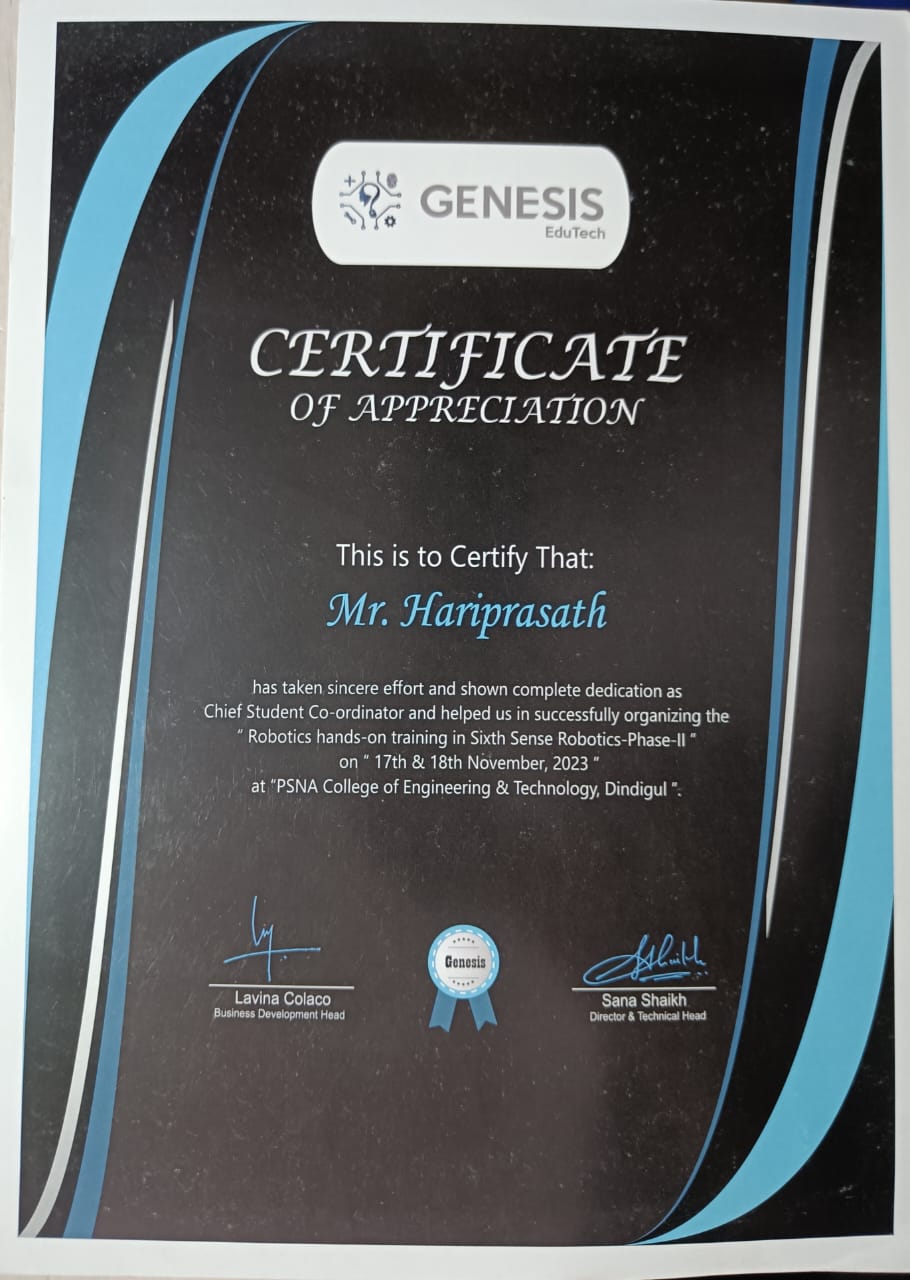 GENESIS
EduTech
CERTIFICATE
OF APPRECIATION
This is to Certify That:
Mr. Hariprasath
has taken sincere effort and shown complete dedication as
Chief Student Co-ordinator and helped us in successfully organizing the
“ Robotics hands-on training in Sixth Sense Robotics-Phase-II ”
on “ 17th & 18th November, 2023 ”
at “PSNA College of Engineering & Technology, Dindigul ”.
Genesis
Lavina Colaco
Business Development Head
Sana Shaikh
Director & Technical Head